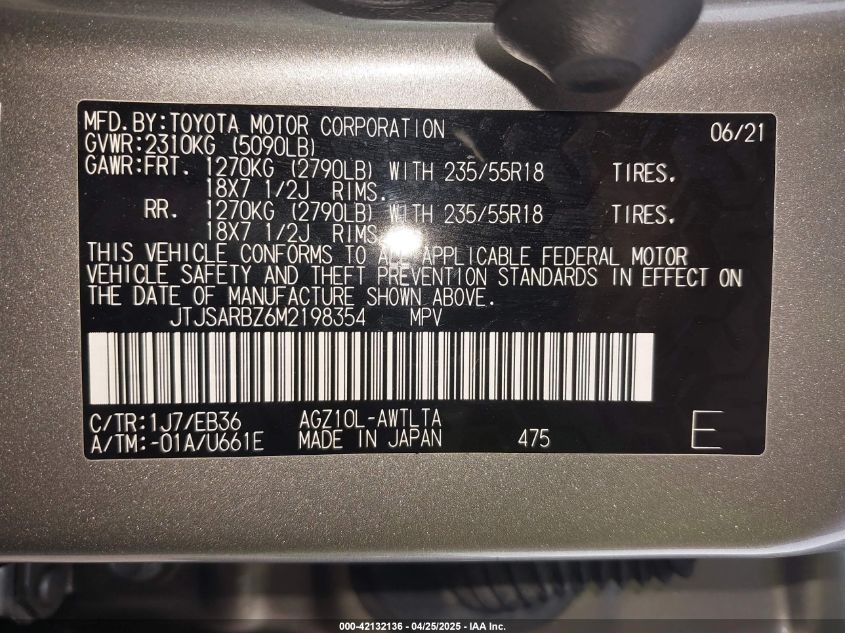 MFD.BY:TOYOTA MOTOR CORPORATION 06/21
GVWR:2310KG (5090LB)
GAWR:FRT. 1270KG (2790LB) WITH 235/55R18 TIRES.
18X7 1/2J RIMS.
RR. 1270KG (2790LB) WITH 235/55R18 TIRES.
18X7 1/2J RIMS
THIS VEHICLE CONFORMS TO ALL APPLICABLE FEDERAL MOTOR
VEHICLE SAFETY AND THEFT PREVENTION STANDARDS IN EFFECT ON
THE DATE OF MANUFACTURE SHOWN ABOVE.
JTJSARBZ6M2198354 MPV
C/TR:1J7/EB36 AGZ10L-AWTLTA
A/TM:-01A/U661E MADE IN JAPAN 475 E
000-42132136 - 04/25/2025 - IAA Inc.